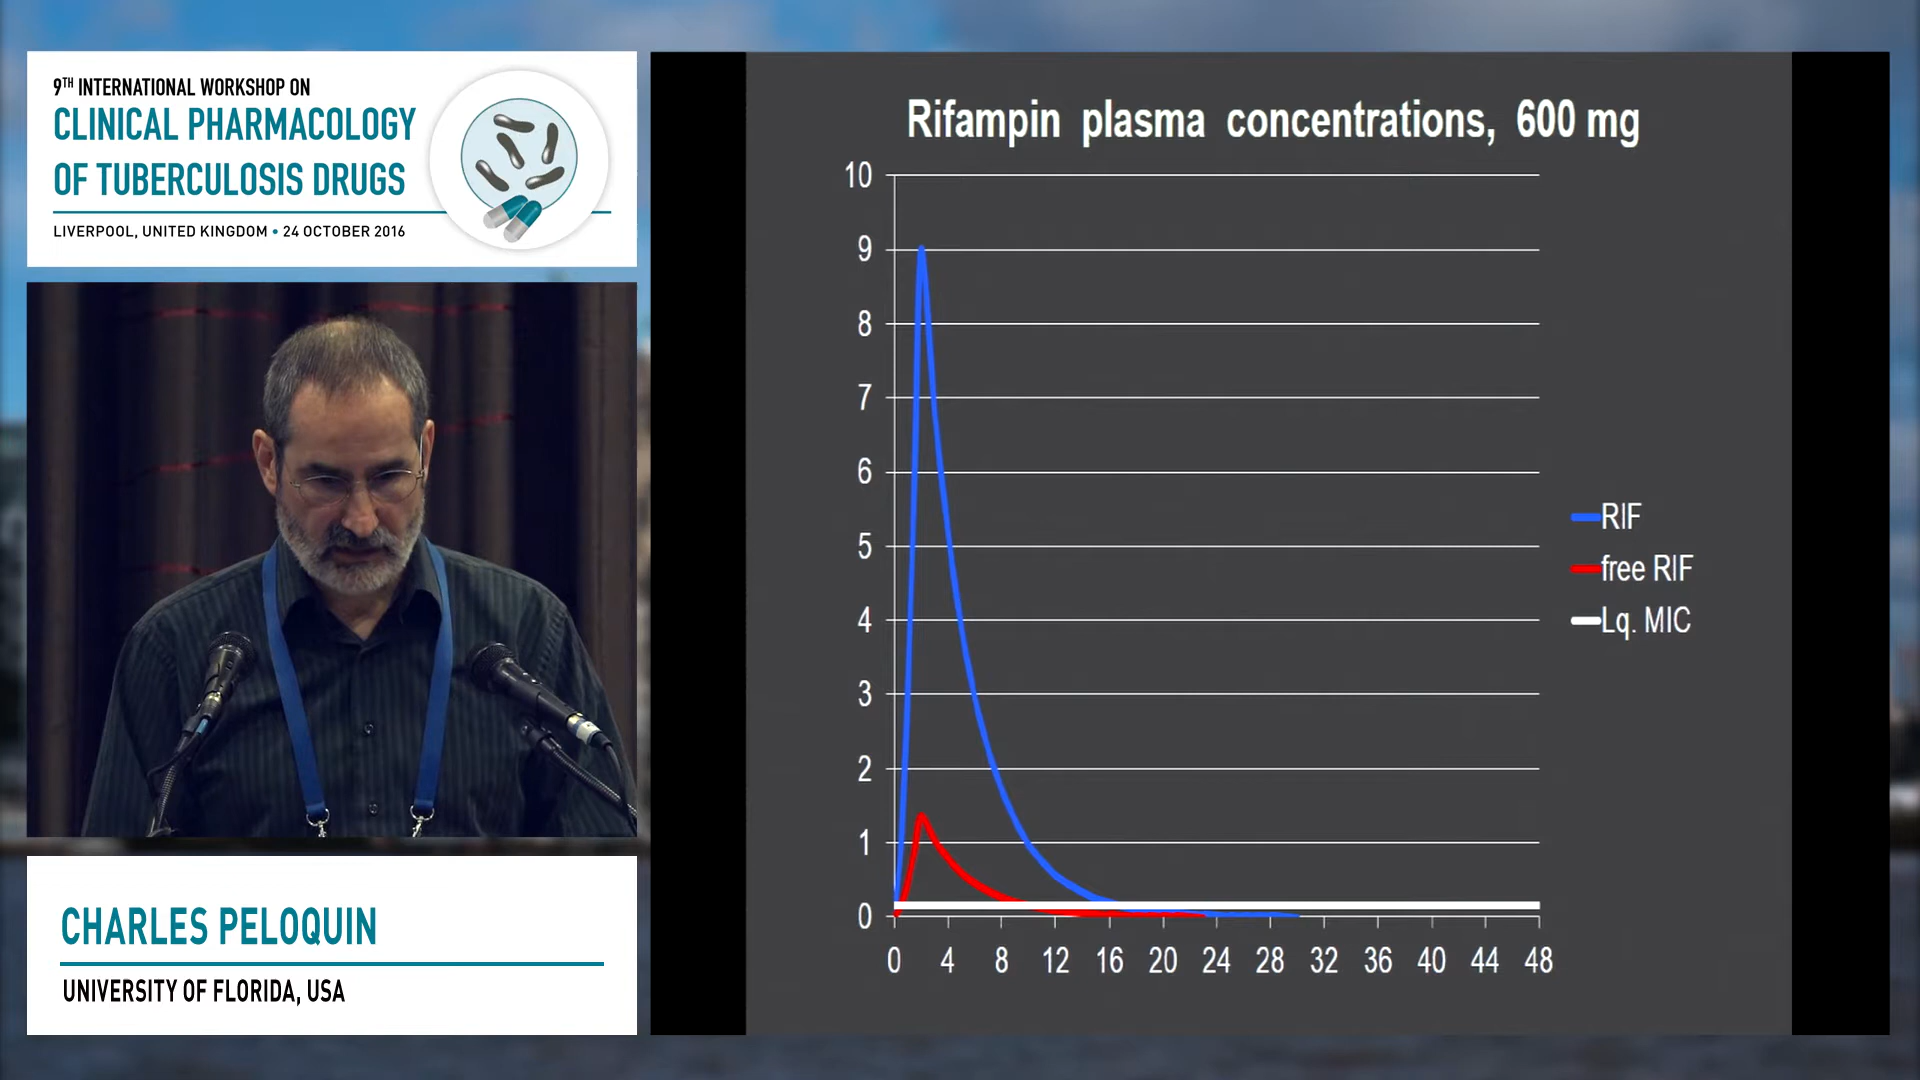 9TH INTERNATIONAL WORKSHOP ON
CLINICAL PHARMACOLOGY
OF TUBERCULOSIS DRUGS
LIVERPOOL, UNITED KINGDOM • 24 OCTOBER 2016
CHARLES PELOQUIN
UNIVERSITY OF FLORIDA, USA
Rifampin plasma concentrations, 600 mg
10
9
8
7
6
5
4
3
2
1
0
0 4 8 12 16 20 24 28 32 36 40 44 48
RIF
free RIF
Lq. MIC